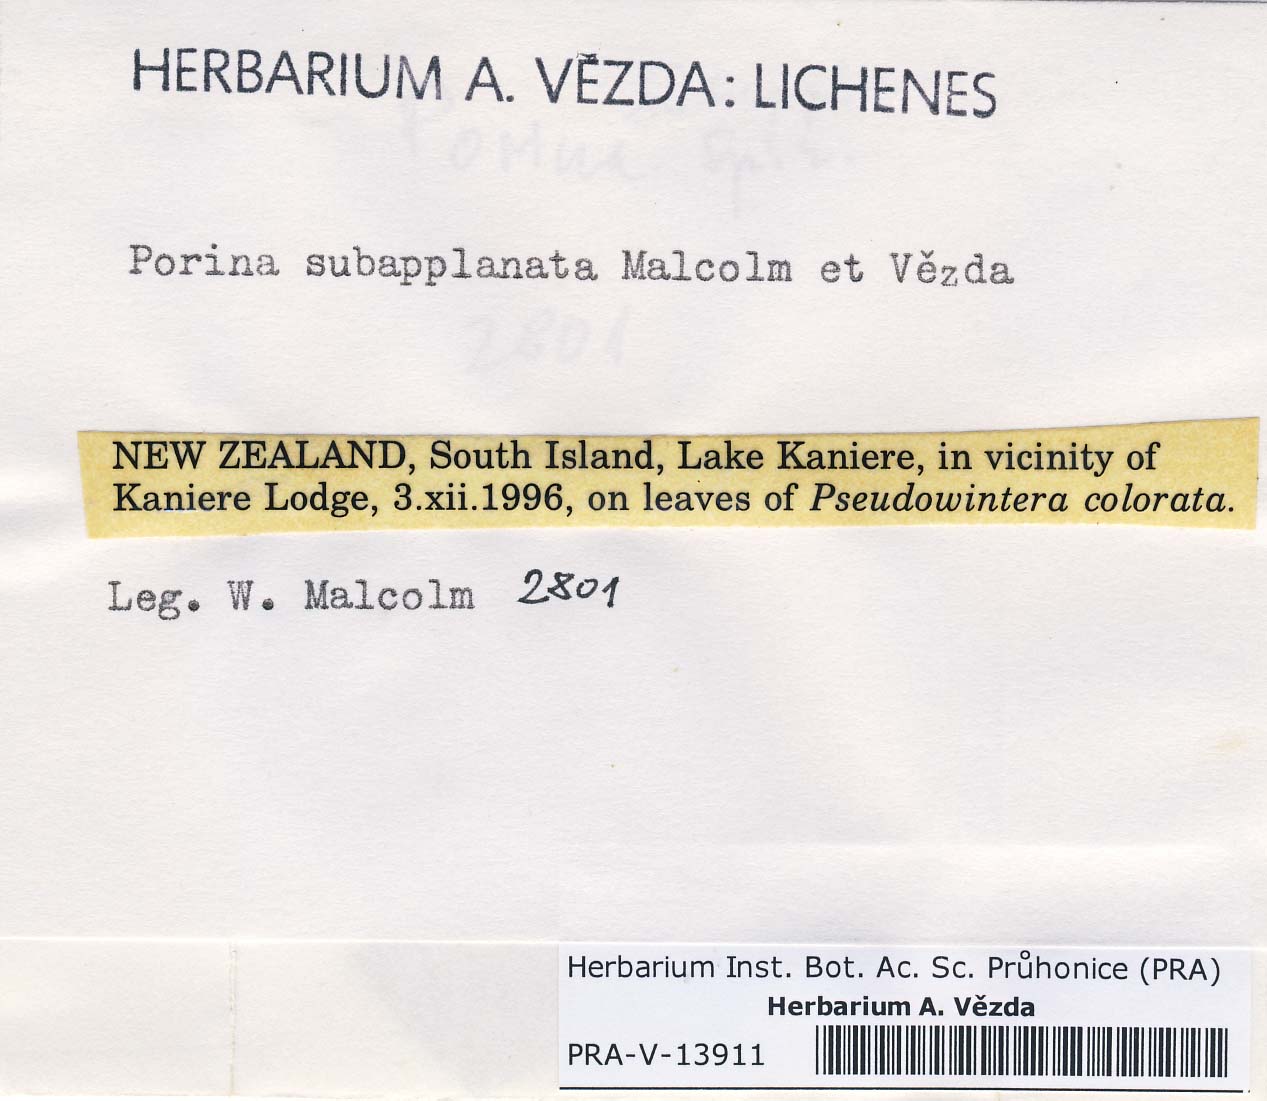 HERBARIUM A. VĚZDA: LICHENES
Porina subapplanata Malcolm et Vězda
2801
NEW ZEALAND, South Island, Lake Kaniere, in vicinity of
Kaniere Lodge, 3.xii.1996, on leaves of Pseudowintera colorata.
Leg. W. Malcolm 2801
Herbarium Inst. Bot. Ac. Sc. Průhonice (PRA)
Herbarium A. Vězda
PRA-V-13911